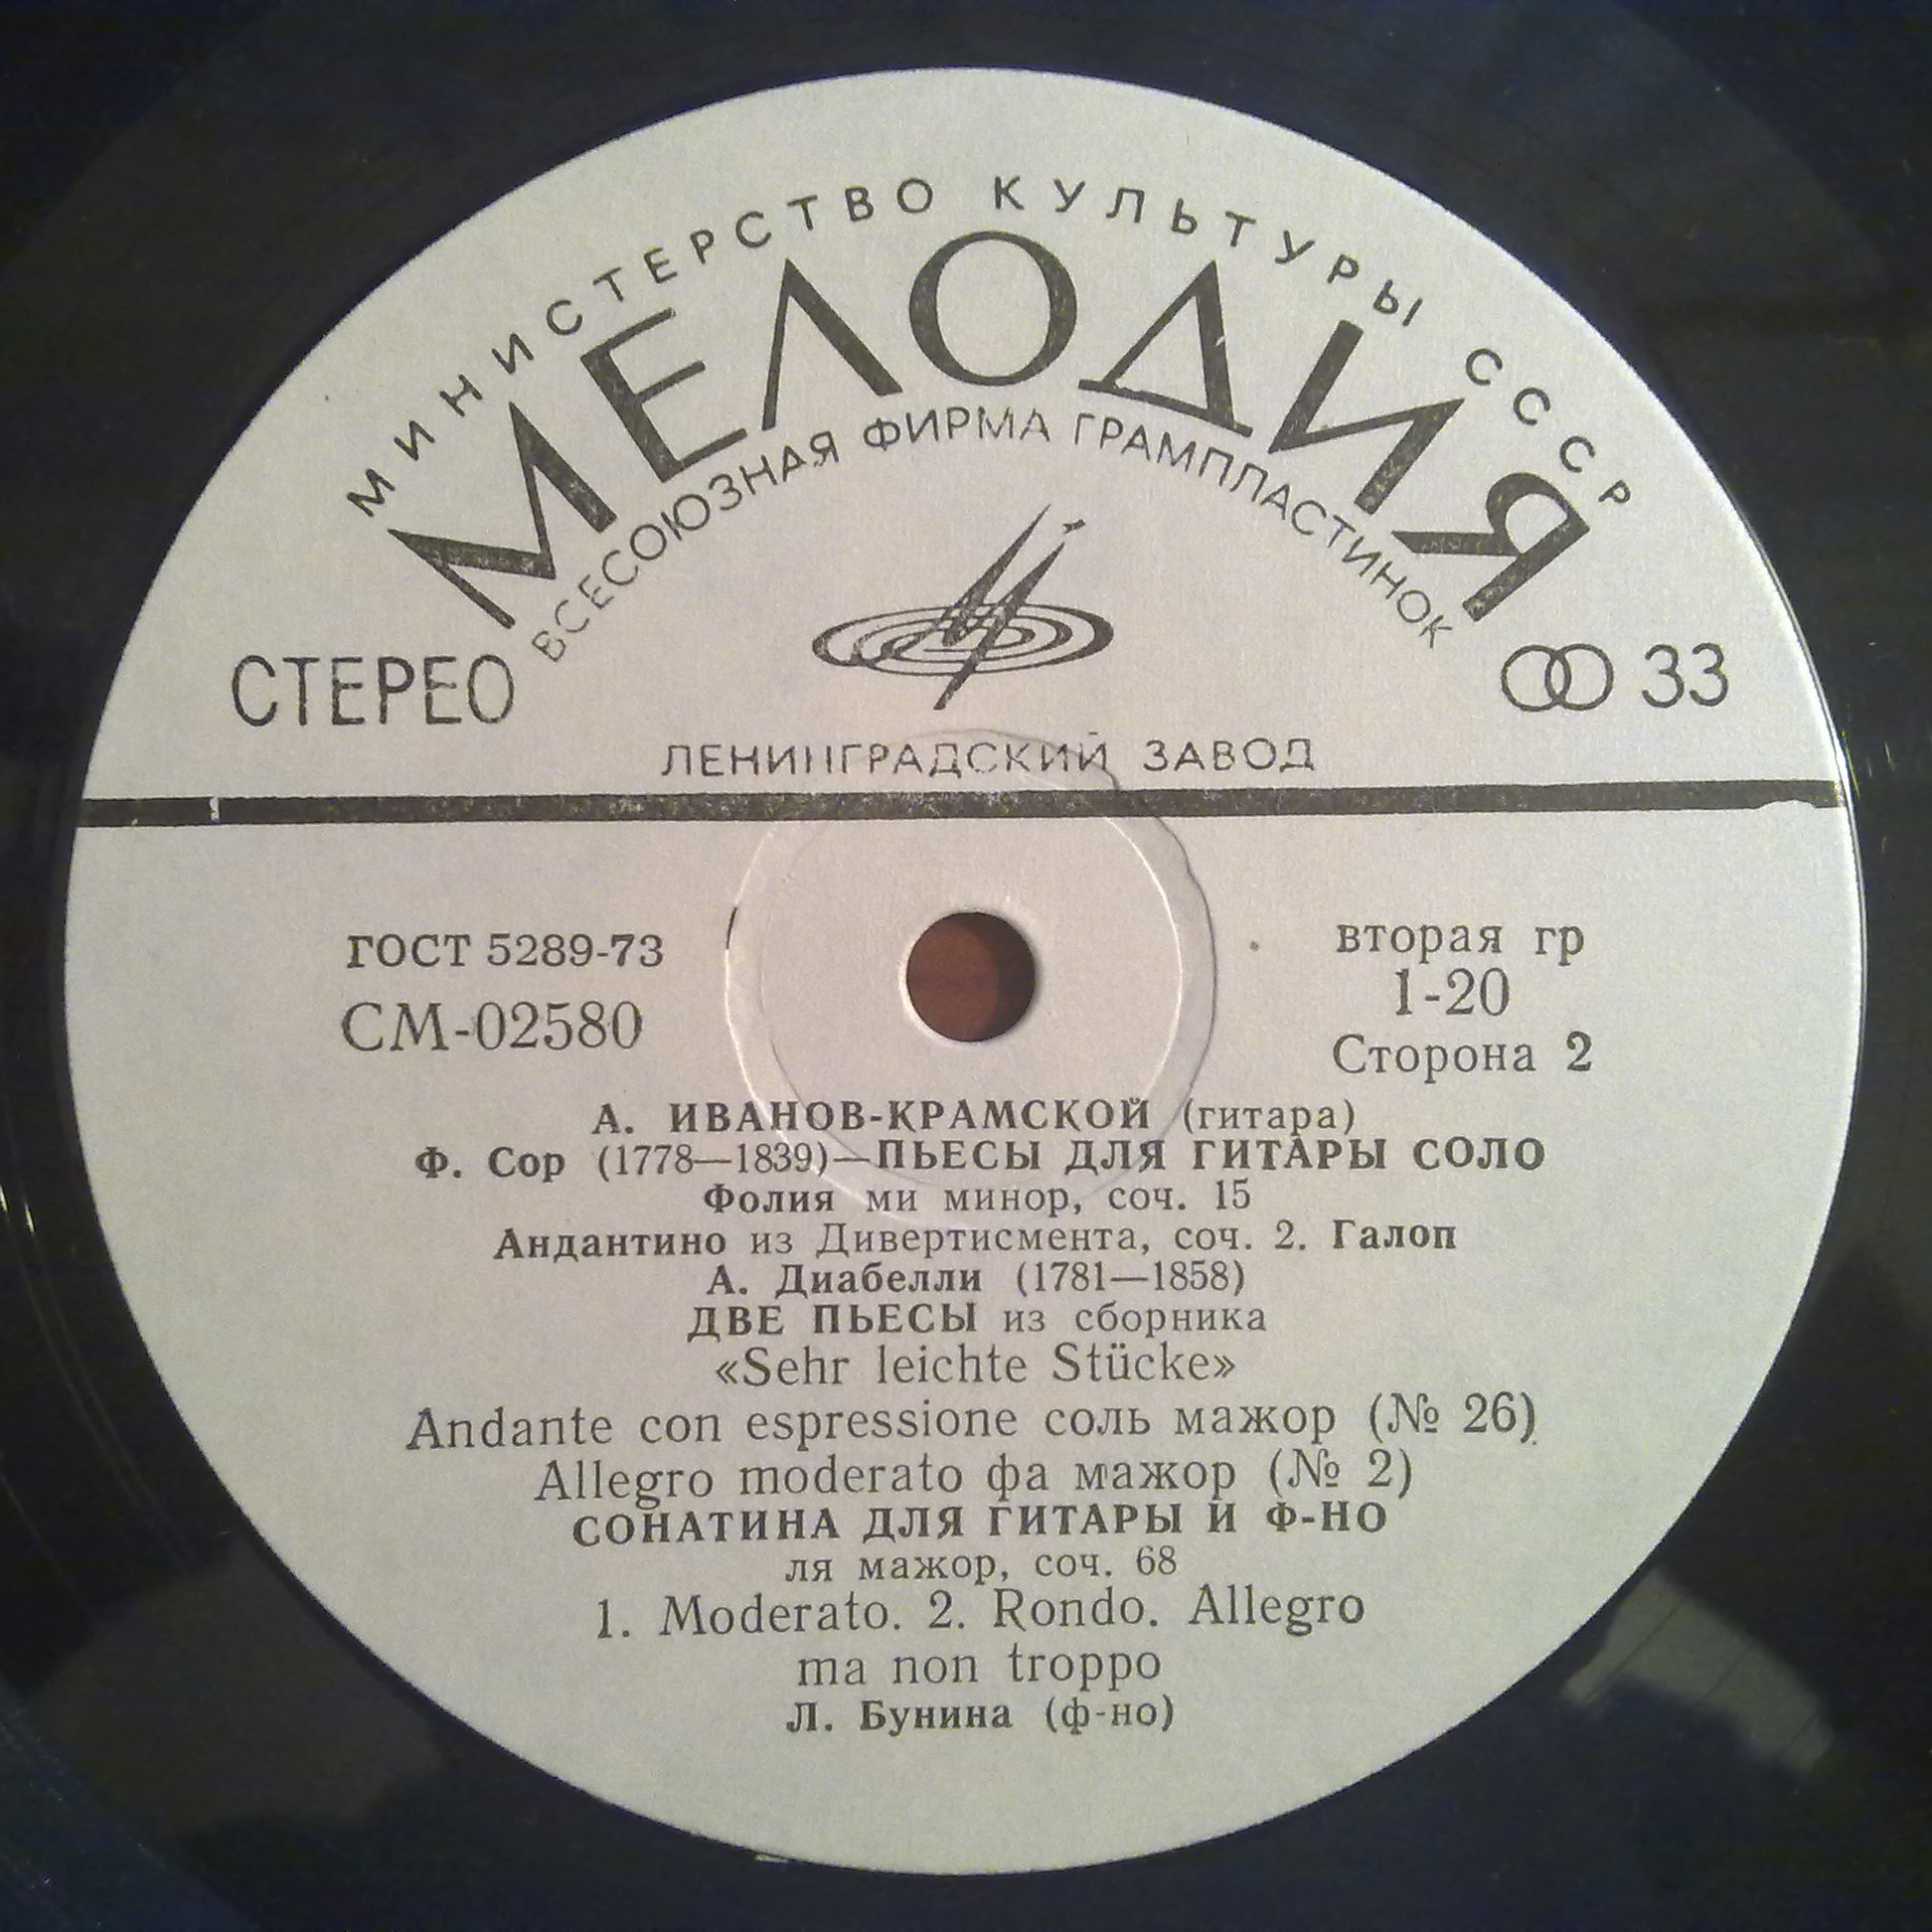 МИНИСТЕРСТВО КУЛЬТУРЫ СССР
МЕЛОДИЯ
ВСЕСОЮЗНАЯ ФИРМА ГРАМПЛАСТИНОК
СТЕРЕО
33
ЛЕНИНГРАДСКИЙ ЗАВОД
ГОСТ 5289-73
СМ-02580
вторая гр
1-20
Сторона 2
А. ИВАНОВ-КРАМСКОЙ (гитара)
Ф. Сор (1778—1839)—ПЬЕСЫ ДЛЯ ГИТАРЫ СОЛО
Фолия ми минор, соч. 15
Андантино из Дивертисмента, соч. 2. Галоп
А. Диабелли (1781—1858)
ДВЕ ПЬЕСЫ из сборника
«Sehr leichte Stücke»
Andante con espressione соль мажор (№ 26)
Allegro moderato фа мажор (№ 2)
СОНАТИНА ДЛЯ ГИТАРЫ И Ф-НО
ля мажор, соч. 68
1. Moderato. 2. Rondo. Allegro
ma non troppo
Л. Бунина (ф-но)